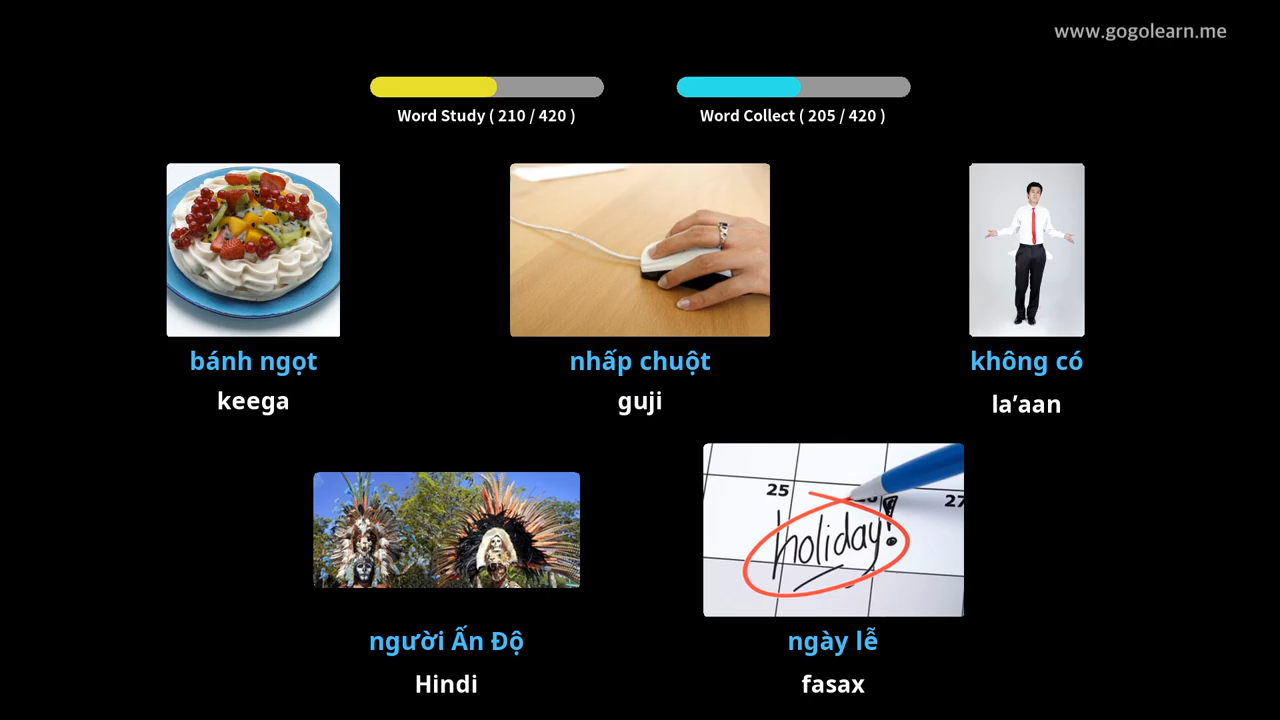 www.gogolearn.me
Word Study ( 210 / 420 )
Word Collect ( 205 / 420 )
bánh ngọt
keega
nhấp chuột
guji
không có
la’aan
25
27
holiday!
người Ấn Độ
Hindi
ngày lễ
fasax